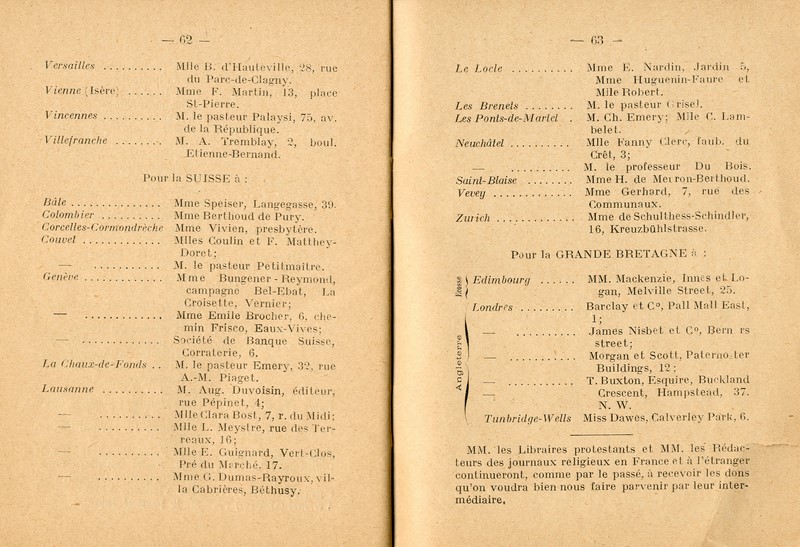 — 62 —
Versailles .......... Mlle B. d'Hauteville, 28, rue
du Parc-de-Clagny.
Vienne (Isère) ...... Mme F. Martin, 13, place
St-Pierre.
Vincennes .......... M. le pasteur Palaysi, 75, av.
de la République.
Villefranche ........ M. A. Tremblay, 2, boul.
Etienne-Bernand.
Pour la SUISSE à :
Bâle ............... Mme Speiser, Langegasse, 39.
Colombier .......... Mme Berthoud de Pury.
Corcelles-Cormondrèche Mme Vivien, presbytère.
Couvet ............. Mlles Coulin et F. Matthey-
Doret;
— ........... M. le pasteur Petitmaître.
Genève ............. Mme Bungener-Reymond,
campagne Bel-Ebat, La
Croisette, Vernier;
— ............. Mme Emile Brocher, 6, che-
min Frisco, Eaux-Vives;
— ............. Société de Banque Suisse,
Corraterie, 6.
La Chaux-de-Fonds .. M. le pasteur Emery, 32, rue
A.-M. Piaget.
Lausanne ........... M. Aug. Duvoisin, éditeur,
rue Pépinet, 4;
— ........... Mlle Clara Bost, 7, r. du Midi;
— ........... Mlle L. Meystre, rue des Ter-
reaux, 16;
— ........... Mlle E. Guignard, Vert-Clos,
Pré du Marché, 17.
— ........... Mme G. Dumas-Rayroux, vil-
la Cabrières, Béthusy.
— 63 —
Le Locle .......... Mme E. Nardin, Jardin 5,
Mme Huguenin-Faure et
Mlle Robert.
Les Brenets ........ M. le pasteur Grisel.
Les Ponts-de-Martel . M. Ch. Emery; Mlle C. Lam-
belet.
Neuchâtel .......... Mlle Fanny Clerc, faub. du
Crêt, 3;
— .......... M. le professeur Du Bois.
Saint-Blaise ........ Mme H. de Meuron-Berthoud.
Vevey ............. Mme Gerhard, 7, rue des
Communaux.
Zurich ............. Mme de Schulthess-Schindler,
16, Kreuzbühlstrasse.
Pour la GRANDE BRETAGNE à :
Ecosse
Edimbourg ...... MM. Mackenzie, Innes et Lo-
gan, Melville Street, 25.
Angleterre
Londres ......... Barclay et Cº, Pall Mall East,
1;
— .......... James Nisbet et Cº, Bern rs
street;
— ........... Morgan et Scott, Paternoster
Buildings, 12;
— ........... T. Buxton, Esquire, Buckland
Crescent, Hampstead, 37.
N. W.
Tunbridge-Wells Miss Dawes, Calverley Park, 6.
MM. les Libraires protestants et MM. les Rédac-
teurs des journaux religieux en France et à l'étranger
continueront, comme par le passé, à recevoir les dons
qu'on voudra bien nous faire parvenir par leur inter-
médiaire.